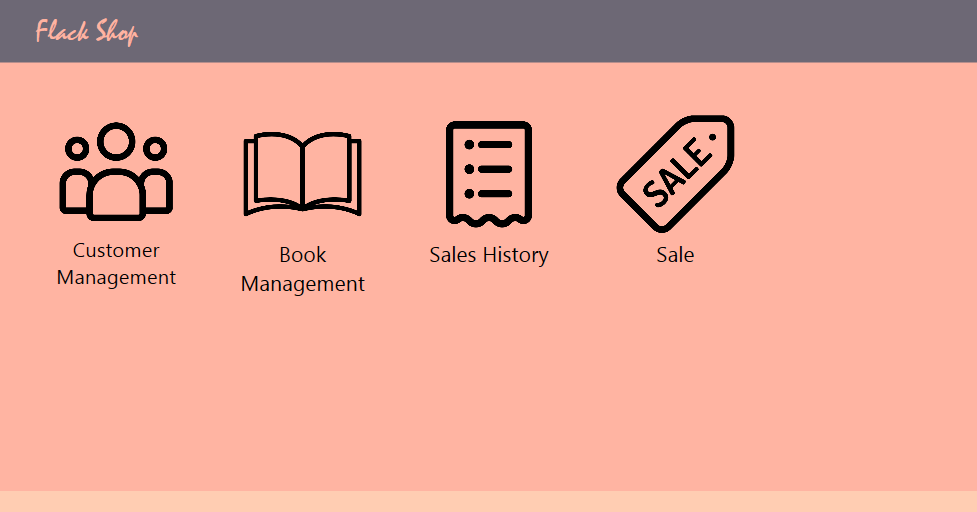 Flack Shop
SALE
Customer
Management
Book
Management
Sales History
Sale